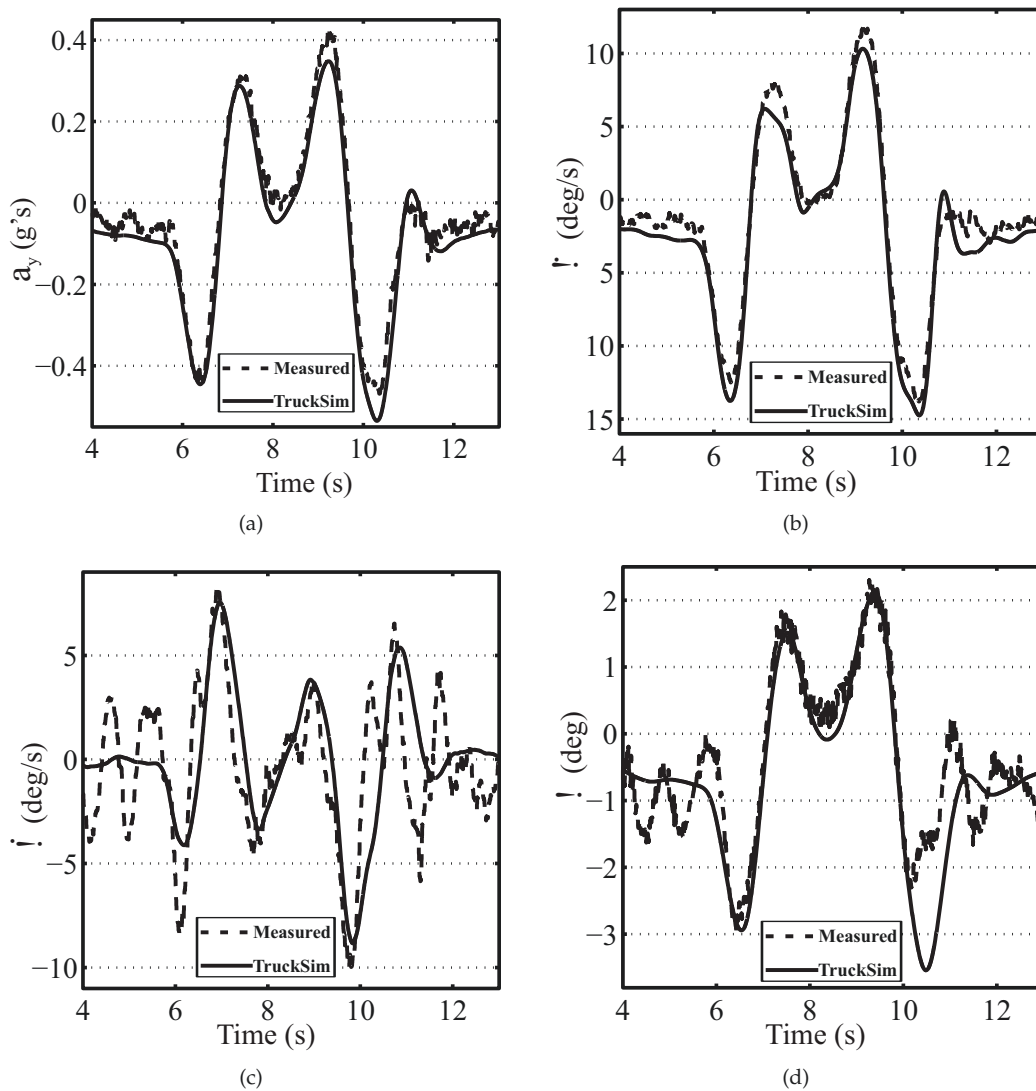 0.4
0.2
0
−0.2
−0.4
a_y (g's)
Measured
TruckSim
4 6 8 10 12
Time (s)
(a)
10
5
0
5
10
15
! (deg/s)
Measured
TruckSim
4 6 8 10 12
Time (s)
(b)
5
0
−5
−10
! (deg/s)
Measured
TruckSim
4 6 8 10 12
Time (s)
(c)
2
1
0
−1
−2
−3
! (deg)
Measured
TruckSim
4 6 8 10 12
Time (s)
(d)